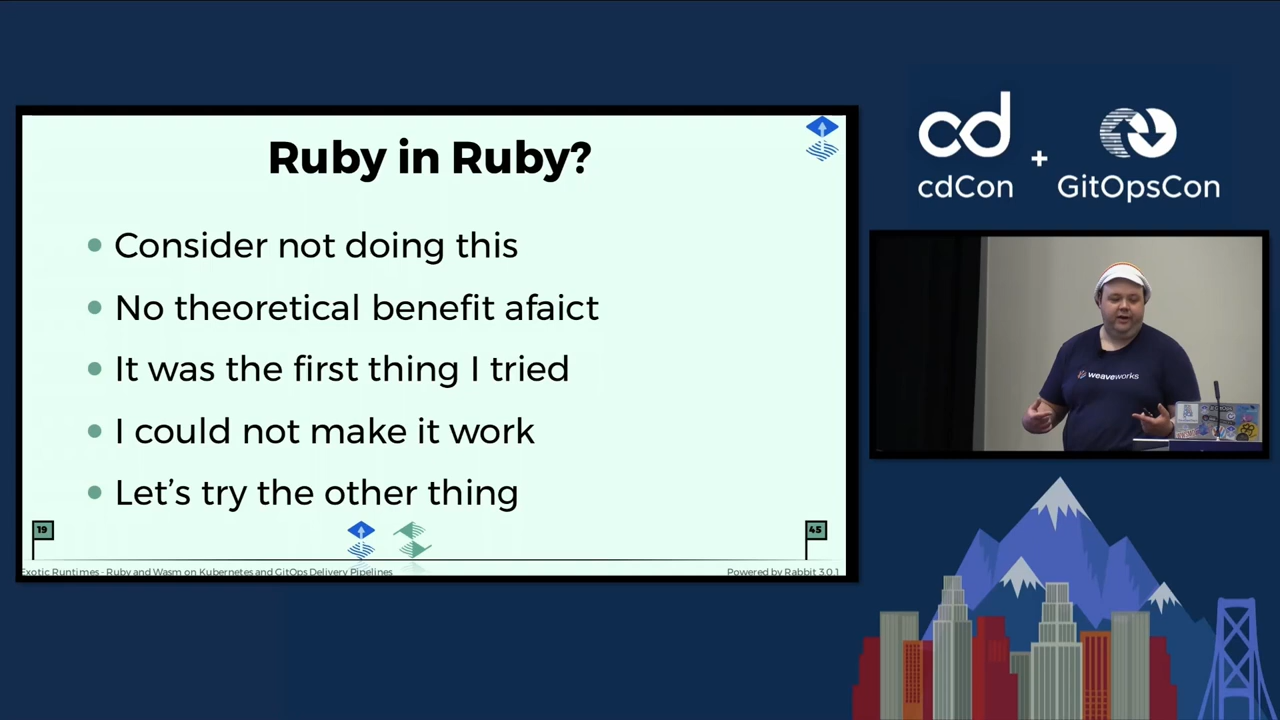 Ruby in Ruby?
Consider not doing this
No theoretical benefit afaict
It was the first thing I tried
I could not make it work
Let's try the other thing
19
45
Exotic Runtimes - Ruby and Wasm on Kubernetes and GitOps Delivery Pipelines
Powered by Rabbit 3.0.1
cd
cdCon
+
GitOpsCon
weaveworks